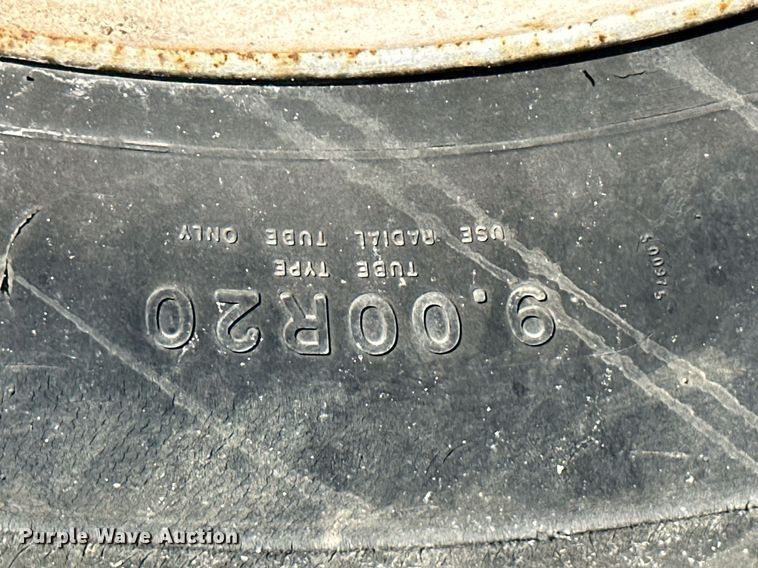 9.00R20
TUBE TYPE
USE RADIAL TUBE ONLY
Purple Wave Auction